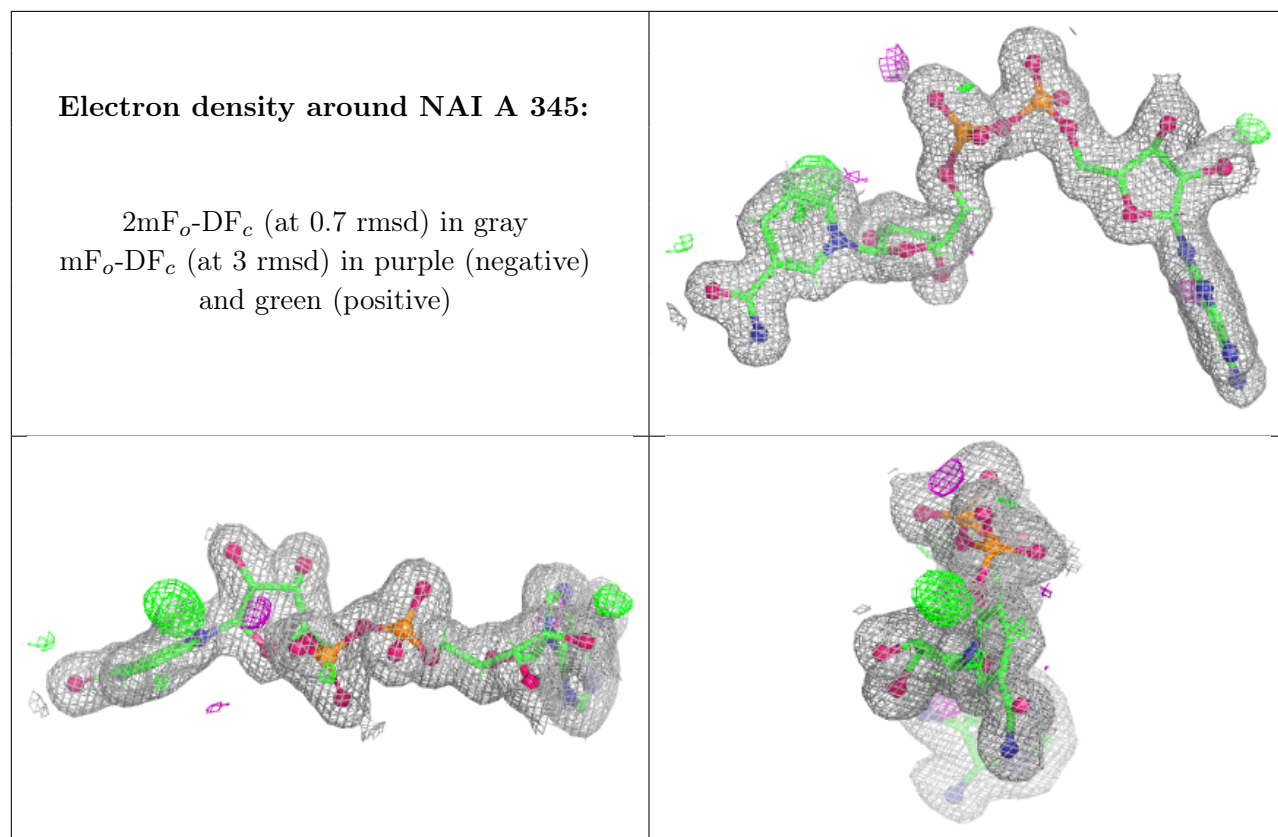 Electron density around NAI A 345:
2mFo-DFc (at 0.7 rmsd) in gray
mFo-DFc (at 3 rmsd) in purple (negative)
and green (positive)